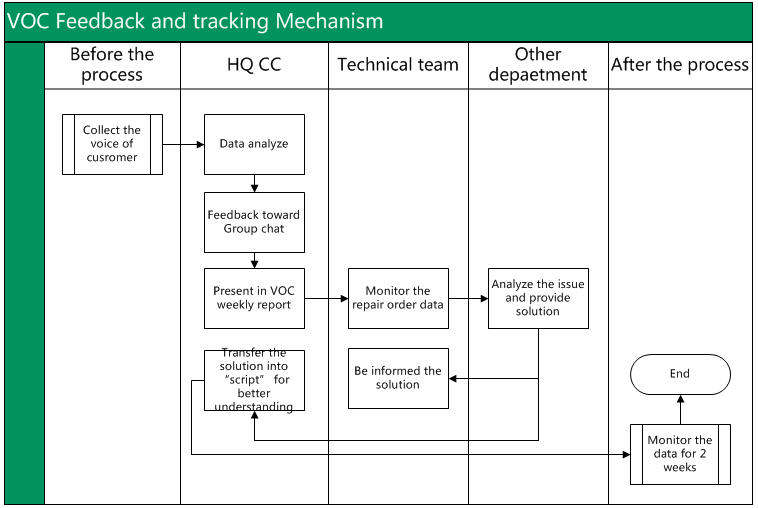 VOC Feedback and tracking Mechanism
Before the
process
HQ CC
Technical team
Other
depaetment
After the process
Collect the
voice of
cusromer
Data analyze
Feedback toward
Group chat
Present in VOC
weekly report
Monitor the
repair order data
Analyze the issue
and provide
solution
Transfer the
solution into
“script” for
better
understanding
Be informed the
solution
End
Monitor the
data for 2
weeks